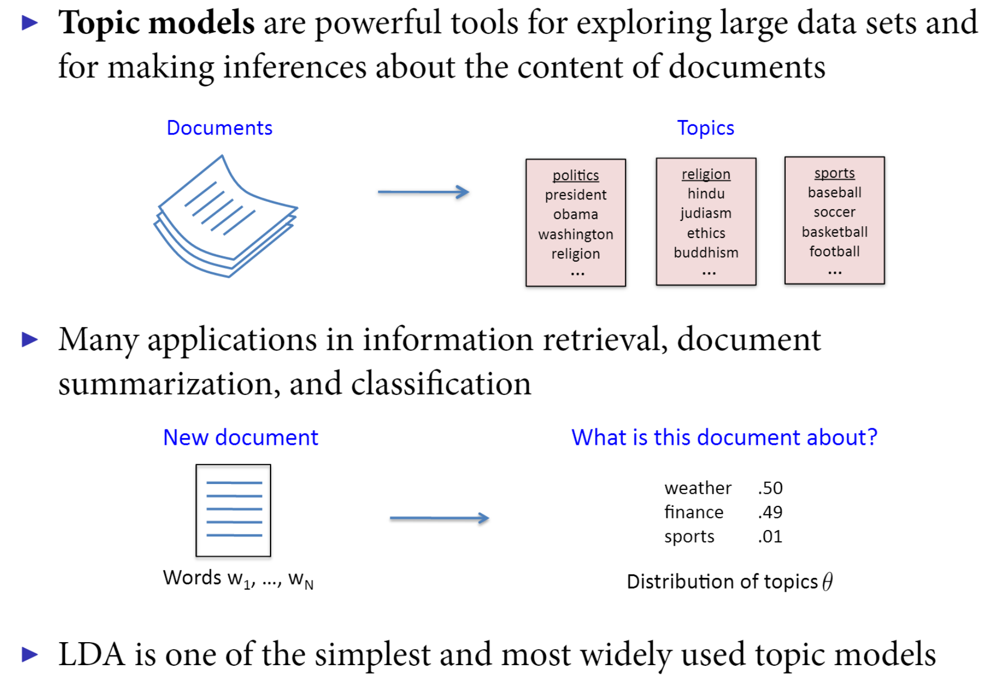 ► Topic models are powerful tools for exploring large data sets and
for making inferences about the content of documents
Documents
Topics
politics
president
obama
washington
religion
...
religion
hindu
judiasm
ethics
buddhism
...
sports
baseball
soccer
basketball
football
...
► Many applications in information retrieval, document
summarization, and classification
New document
What is this document about?
weather .50
finance .49
sports .01
Words w₁, ..., w_N
Distribution of topics θ
► LDA is one of the simplest and most widely used topic models